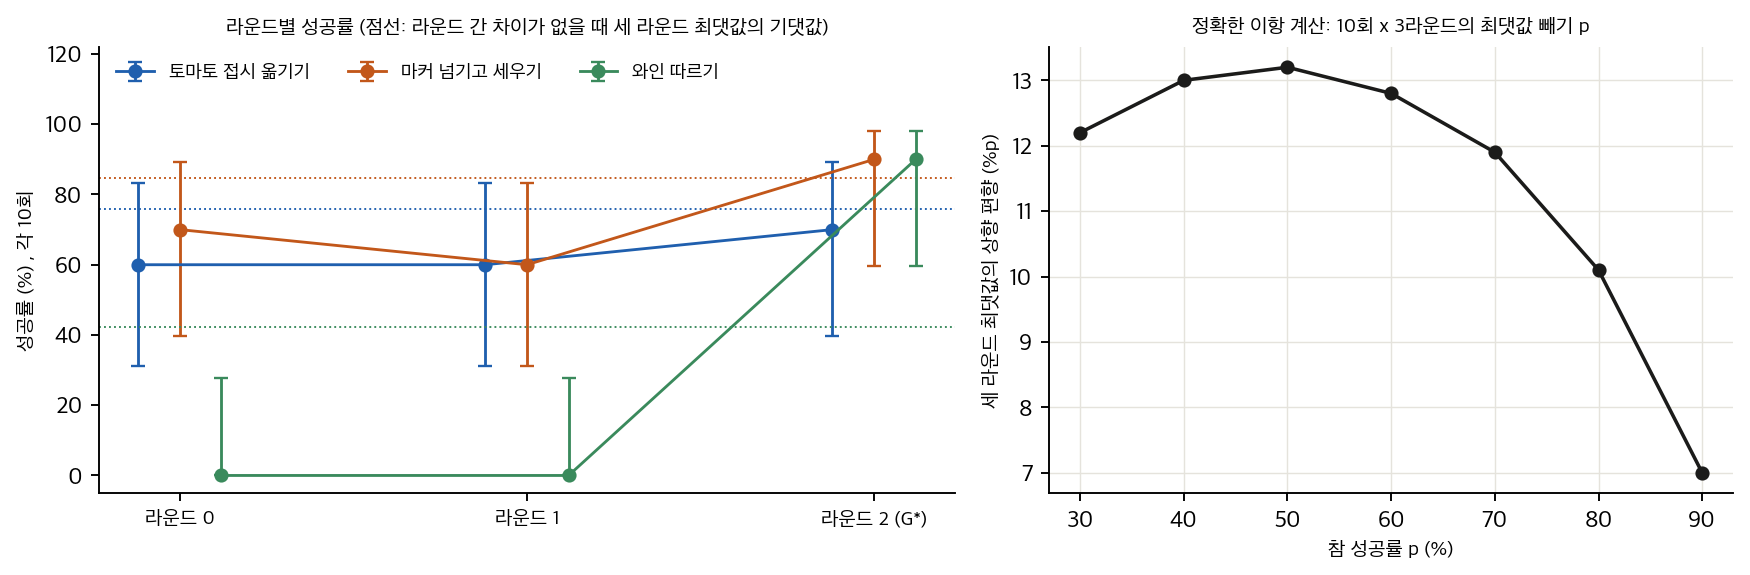 라운드별 성공률 (점선: 라운드 간 차이가 없을 때 세 라운드 최댓값의 기댓값)
토마토 접시 옮기기
마커 넘기고 세우기
와인 따르기
성공률 (%) , 각 10회
120
100
80
60
40
20
0
라운드 0
라운드 1
라운드 2 (G*)
정확한 이항 계산: 10회 x 3라운드의 최댓값 빼기 p
세 라운드 최댓값의 상향 편향 (%p)
13
12
11
10
9
8
7
30
40
50
60
70
80
90
참 성공률 p (%)